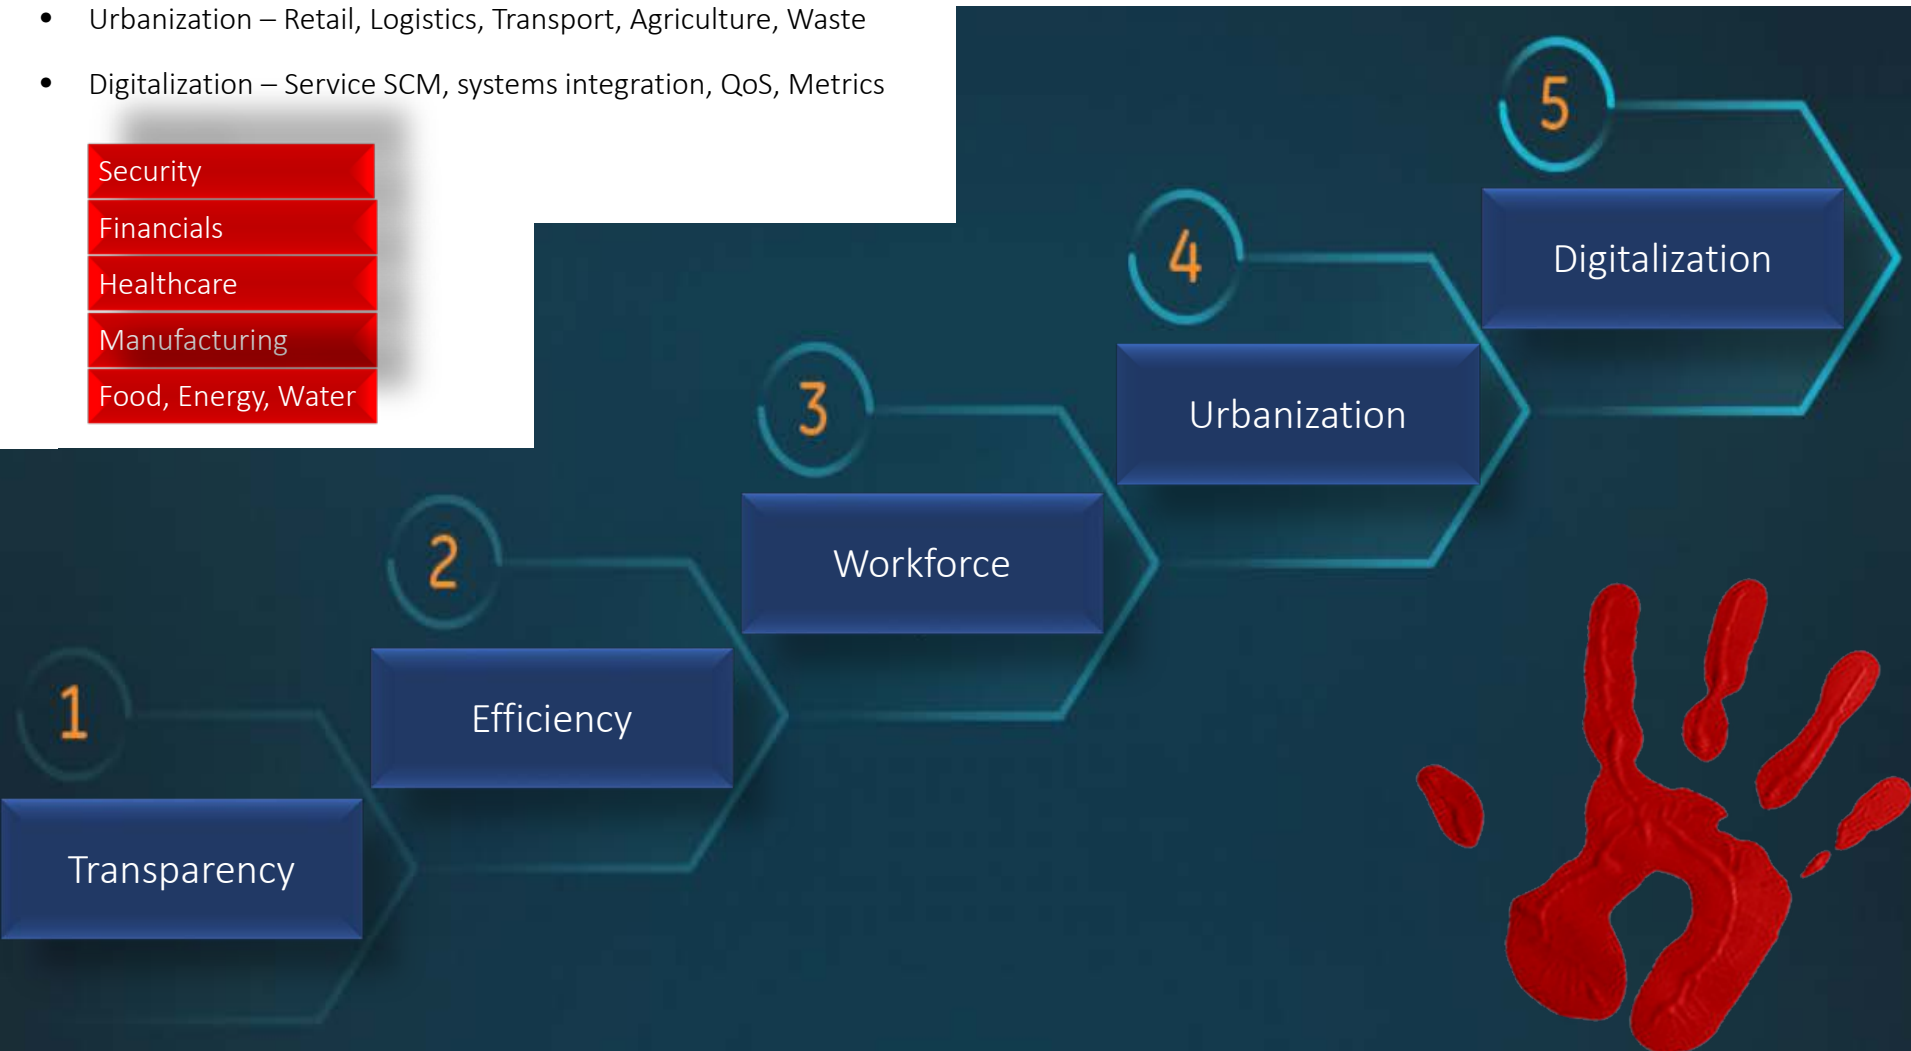 • Urbanization – Retail, Logistics, Transport, Agriculture, Waste
• Digitalization – Service SCM, systems integration, QoS, Metrics
Security
Financials
Healthcare
Manufacturing
Food, Energy, Water
1
Transparency
2
Efficiency
3
Workforce
4
Urbanization
5
Digitalization